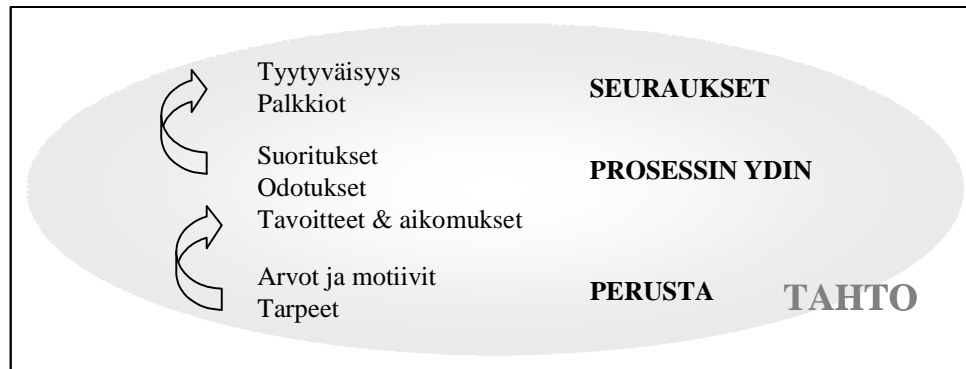 Tyytyväisyys
Palkkiot
SEURAUKSET
Suoritukset
Odotukset
Tavoitteet & aikomukset
PROSESSIN YDIN
Arvot ja motiivit
Tarpeet
PERUSTA
TAHTO